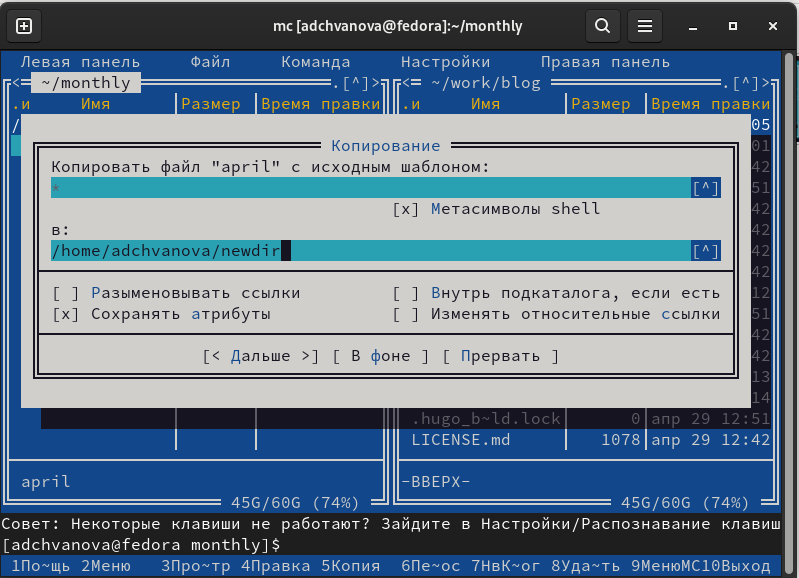 mc [adchvanova@fedora]:~/monthly
Левая панель Файл Команда Настройки Правая панель
<= ~/monthly .[^]> <= ~/work/blog .[^]>
.и Имя Размер Время правки .и Имя Размер Время правки
/ 05
01
Копирование
42
Копировать файл "april" с исходным шаблоном:
* [^] 51
[x] Метасимволы shell 42
в: 42
/home/adchvanova/newdir [^] 42
42
[ ] Разыменовывать ссылки [ ] Внутрь подкаталога, если есть 12
[x] Сохранять атрибуты [ ] Изменять относительные ссылки 51
42
[< Дальше >] [ В фоне ] [ Прервать ] 42
13
14
.hugo_b~ld.lock 0 апр 29 12:51
LICENSE.md 1078 апр 29 12:42
april -ВВЕРХ-
45G/60G (74%) 45G/60G (74%)
Совет: Некоторые клавиши не работают? Зайдите в Настройки/Распознавание клавиш
[adchvanova@fedora monthly]$
1По~щь 2Меню 3Про~тр 4Правка 5Копия 6Пе~ос 7НвК~ог 8Уда~ть 9МенюMC10Выход